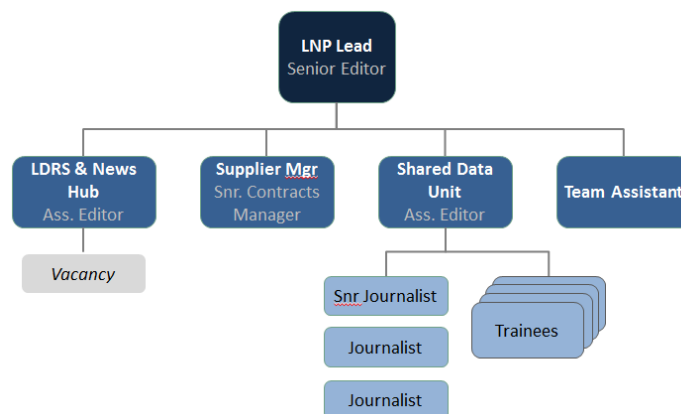 LNP Lead
Senior Editor
LDRS & News
Hub
Ass. Editor
Supplier Mgr
Snr. Contracts
Manager
Shared Data
Unit
Ass. Editor
Team Assistant
Vacancy
Snr Journalist
Trainees
Journalist
Journalist